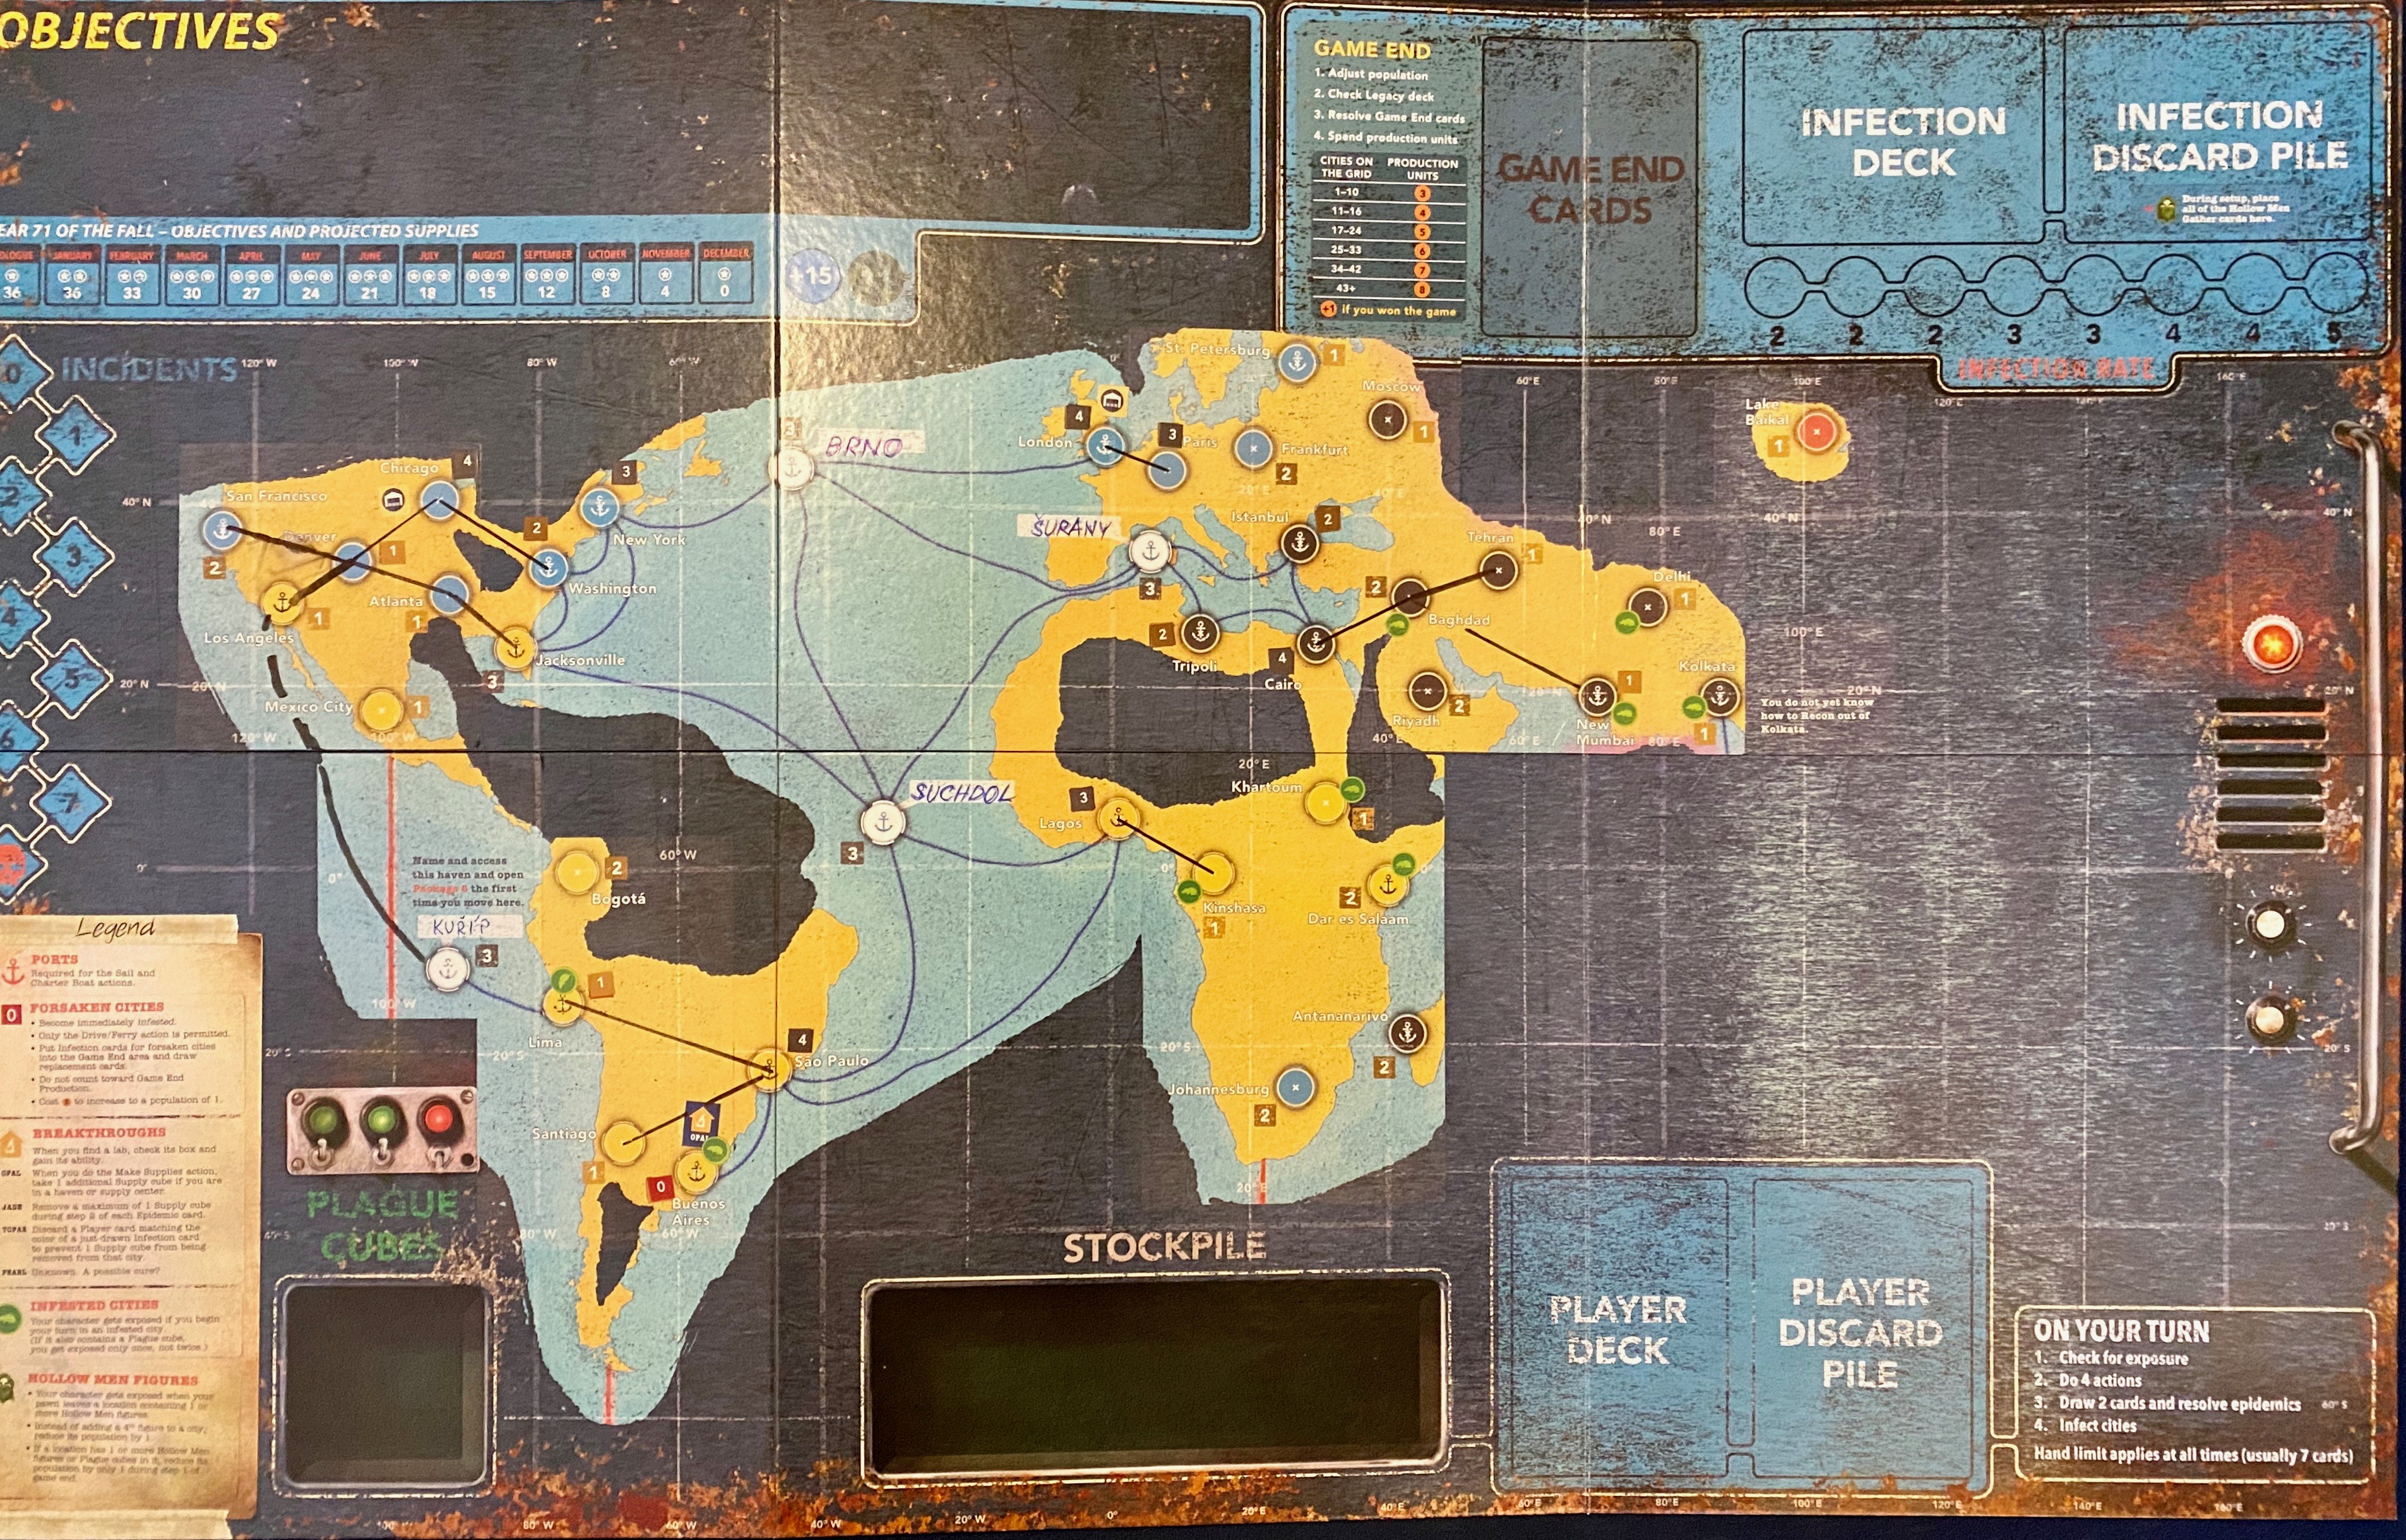 OBJECTIVES
EAR 71 OF THE FALL – OBJECTIVES AND PROJECTED SUPPLIES
JANUARY FEBRUARY MARCH APRIL MAY JUNE JULY AUGUST SEPTEMBER OCTOBER NOVEMBER DECEMBER
36 36 33 30 27 24 21 18 15 12 8 4 0
+15
GAME END
1. Adjust population
2. Check Legacy deck
3. Resolve Game End cards
4. Spend production units
CITIES ON THE GRID
PRODUCTION UNITS
1–10 3
11–16 4
17–24 5
25–33 6
34–42 7
43+ 8
+1 if you won the game
GAME END
CARDS
INFECTION
DECK
INFECTION
DISCARD PILE
During setup, place
all of the Hollow Men
Gather cards here.
2 2 2 3 3 4 4 5
INFECTION RATE
INCIDENTS
0
1
2
3
4
5
6
7
120° W 100° W 80° W 60° W 0° 60°E 80°E 100°E 120°E 160°E
St. Petersburg 1
Moscow 1
Lake
Baikal 1
London 4
Paris 3
Frankfurt 2
BRNO
Chicago 4
San Francisco 2
New York 3
Denver 1
Washington 2
Atlanta 1
Los Angeles 1
Jacksonville 3
Mexico City 1
ŠURANY 3
Istanbul 2
Tehran 1
Delhi 1
Baghdad 2
Tripoli 2
Cairo 4
Riyadh 2
New
Mumbai 1
Kolkata 1
You do not yet know
how to Recon out of
Kolkata.
40° N
20° N
SUCHDOL 3
Lagos 3
Khartoum 1
Kinshasa 1
Dar es Salaam 2
Antananarivo 2
Johannesburg 2
Bogotá 2
Name and access
this haven and open
Package 6 the first
time you move here.
KUŘÍP 3
Lima 1
São Paulo 4
Santiago 1
OPAL
Buenos
Aires 0
20° S
Legend
PORTS
Required for the Sail and
Charter Boat actions.
0 FORSAKEN CITIES
• Become immediately infested.
• Only the Drive/Ferry action is permitted.
• Put Infection cards for forsaken cities
into the Game End area and draw
replacement cards.
• Do not count toward Game End
Production.
• Cost to increase to a population of 1.
BREAKTHROUGHS
When you find a lab, check its box and
gain its ability.
OPAL When you do the Make Supplies action,
take 1 additional Supply cube if you are
in a haven or supply center.
JADE Remove a maximum of 1 Supply cube
during step 2 of each Epidemic card.
TOPAZ Discard a Player card matching the
color of a just-drawn Infection card
to prevent 1 Supply cube from being
removed from that city.
PEARL Unknown. A possible cure?
INFESTED CITIES
Your character gets exposed if you begin
your turn in an infested city.
(If it also contains a Plague cube,
you get exposed only once, not twice.)
HOLLOW MEN FIGURES
• Your character gets exposed when your
pawn leaves a location containing 1 or
more Hollow Men figures.
• Instead of adding a 4th figure to a city,
reduce its population by 1.
• If a location has 1 or more Hollow Men
figures or Plague cubes in it, reduce its
population by only 1 during step 1 of
game end.
PLAGUE
CUBES
STOCKPILE
PLAYER
DECK
PLAYER
DISCARD
PILE
ON YOUR TURN
1. Check for exposure
2. Do 4 actions
3. Draw 2 cards and resolve epidemics
4. Infect cities
Hand limit applies at all times (usually 7 cards)
80° W 60° W 40° W 20° W 0° 20°E 40°E 60°E 80°E 100°E 120°E 140°E 160°E